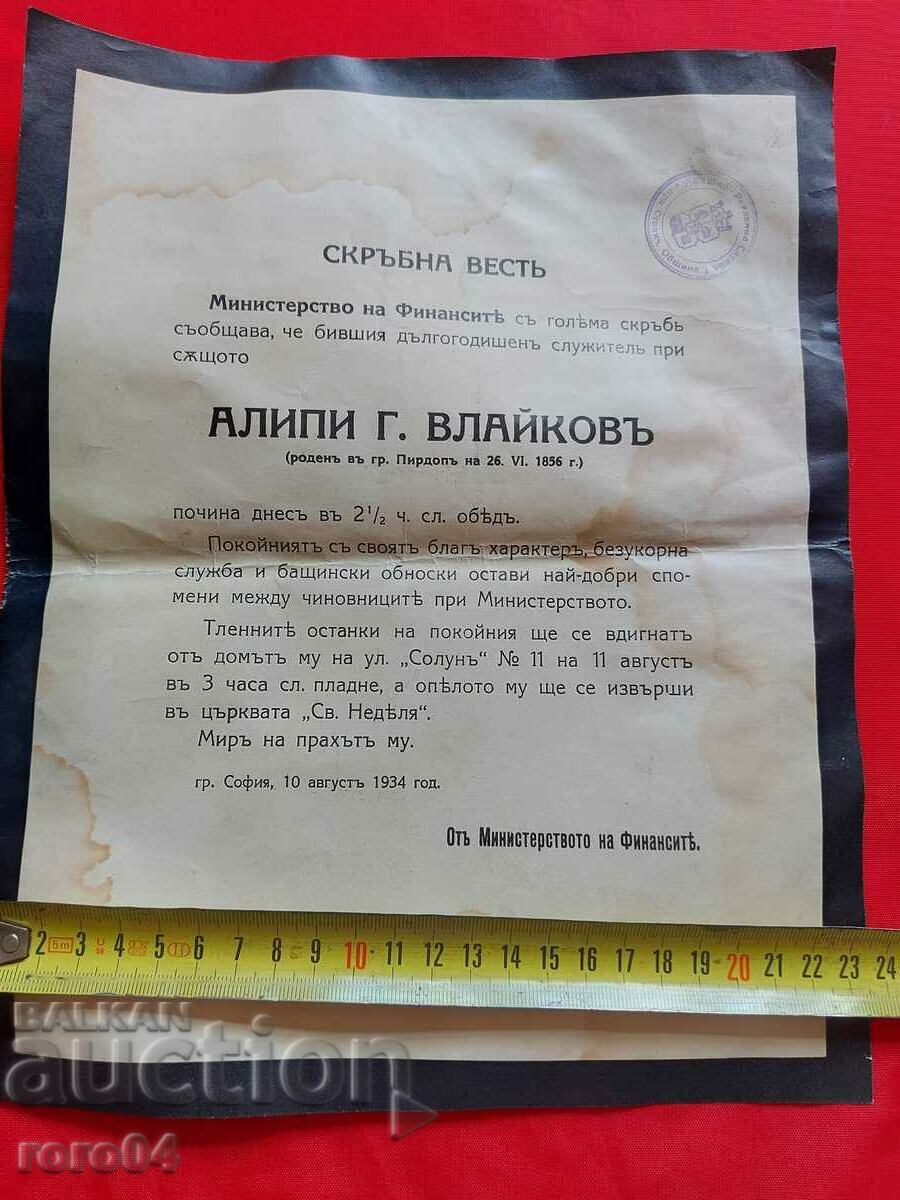 СКРЪБНА ВЕСТЬ
Министерство на Финанситѣ съ голѣма скръбь
съобщава, че бившия дългогодишенъ служитель при
сѫщото
АЛИПИ Г. ВЛАЙКОВЪ
(роденъ въ гр. Пирдопъ на 26. VI. 1856 г.)
почина днесъ въ 2¹/₂ ч. сл. обѣдъ.
Покойниятъ съ своятъ благъ характеръ, безукорна
служба и бащински обноски остави най-добри спо-
мени между чиновницитѣ при Министерството.
Тленнитѣ останки на покойния ще се вдигнатъ
отъ домътъ му на ул. „Солунъ“ № 11 на 11 августъ
въ 3 часа сл. пладне, а опѣлото му ще се извърши
въ църквата „Св. Недѣля“.
Миръ на прахътъ му.
гр. София, 10 августъ 1934 год.
Отъ Министерството на Финанситѣ.
2 5m 3 4 5 6 7 8 9 10 11 12 13 14 15 16 17 18 19 20 21 22 23 24
BALKAN
auction
roro04